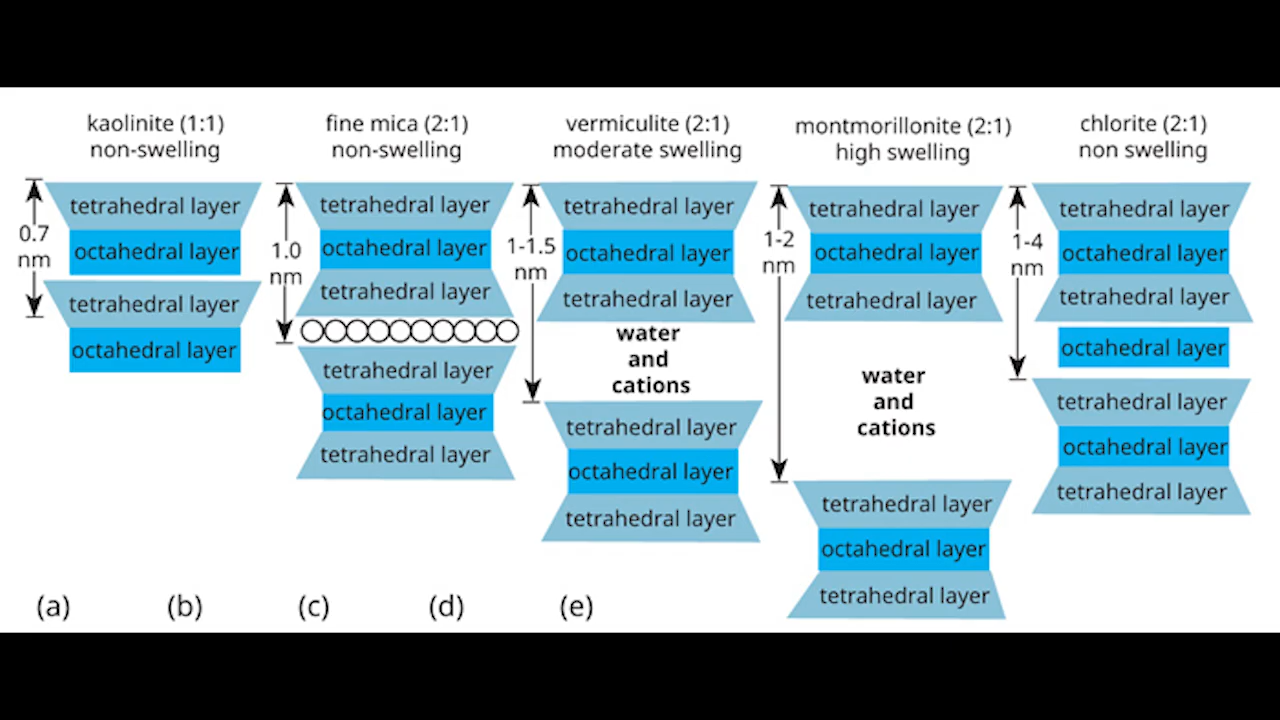 kaolinite (1:1)
non-swelling
0.7
nm
tetrahedral layer
octahedral layer
tetrahedral layer
octahedral layer
fine mica (2:1)
non-swelling
1.0
nm
tetrahedral layer
octahedral layer
tetrahedral layer
tetrahedral layer
octahedral layer
tetrahedral layer
vermiculite (2:1)
moderate swelling
1-1.5
nm
tetrahedral layer
octahedral layer
tetrahedral layer
water
and
cations
tetrahedral layer
octahedral layer
tetrahedral layer
montmorillonite (2:1)
high swelling
1-2
nm
tetrahedral layer
octahedral layer
tetrahedral layer
water
and
cations
tetrahedral layer
octahedral layer
tetrahedral layer
chlorite (2:1)
non swelling
1-4
nm
tetrahedral layer
octahedral layer
tetrahedral layer
octahedral layer
tetrahedral layer
octahedral layer
tetrahedral layer
(a) (b) (c) (d) (e)